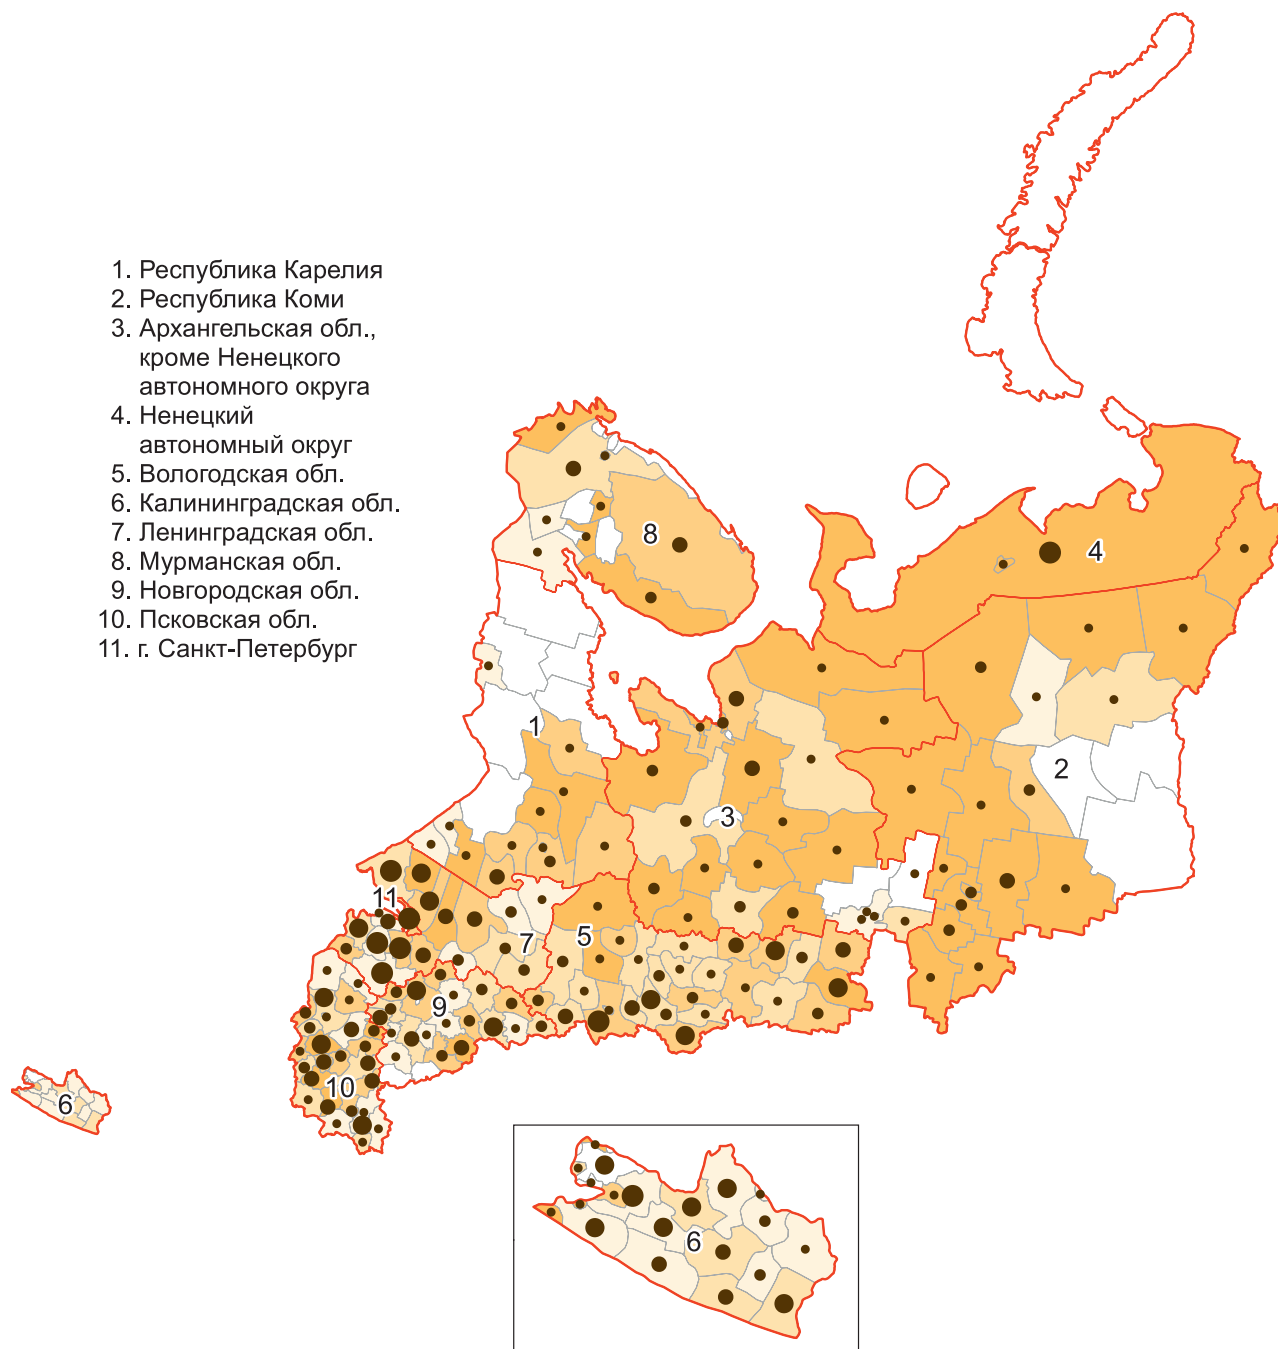 1. Республика Карелия
2. Республика Коми
3. Архангельская обл.,
кроме Ненецкого
автономного округа
4. Ненецкий
автономный округ
5. Вологодская обл.
6. Калининградская обл.
7. Ленинградская обл.
8. Мурманская обл.
9. Новгородская обл.
10. Псковская обл.
11. г. Санкт-Петербург
8
4
1
2
3
11
5
7
9
10
6
6